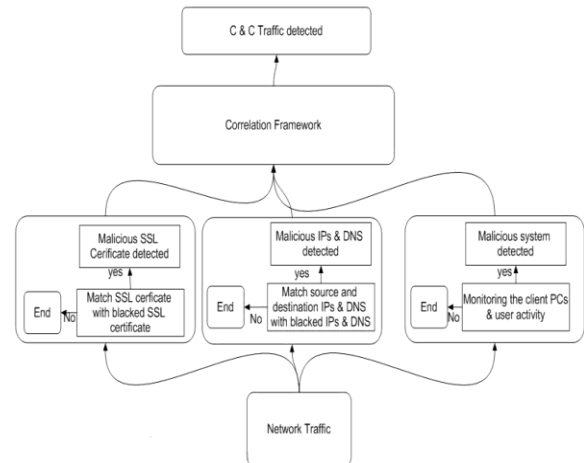 C & C Traffic detected
Correlation Framework
Malicious SSL
Cerificate detected
yes
End
No
Match SSL cerficate
with blacked SSL
certificate
Malicious IPs & DNS
detected
yes
End
No
Match source and
destination IPs & DNS
with blacked IPs & DNS
Malicious system
detected
yes
End
No
Monitoring the client PCs
& user activity
Network Traffic